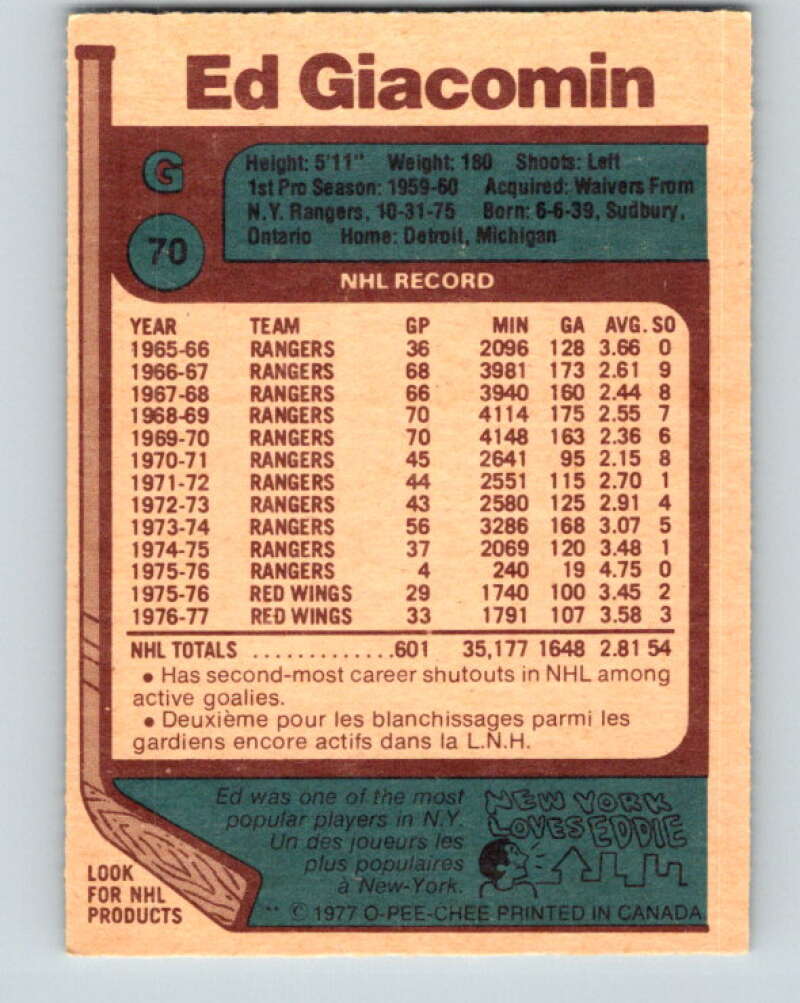 Ed Giacomin
G
70
Height: 5'11" Weight: 180 Shoots: Left
1st Pro Season: 1959-60 Acquired: Waivers From
N.Y. Rangers, 10-31-75 Born: 6-6-39, Sudbury,
Ontario Home: Detroit, Michigan
NHL RECORD
YEAR TEAM GP MIN GA AVG. SO
1965-66 RANGERS 36 2096 128 3.66 0
1966-67 RANGERS 68 3981 173 2.61 9
1967-68 RANGERS 66 3940 160 2.44 8
1968-69 RANGERS 70 4114 175 2.55 7
1969-70 RANGERS 70 4148 163 2.36 6
1970-71 RANGERS 45 2641 95 2.15 8
1971-72 RANGERS 44 2551 115 2.70 1
1972-73 RANGERS 43 2580 125 2.91 4
1973-74 RANGERS 56 3286 168 3.07 5
1974-75 RANGERS 37 2069 120 3.48 1
1975-76 RANGERS 4 240 19 4.75 0
1975-76 RED WINGS 29 1740 100 3.45 2
1976-77 RED WINGS 33 1791 107 3.58 3
NHL TOTALS .............601 35,177 1648 2.81 54
• Has second-most career shutouts in NHL among
active goalies.
• Deuxième pour les blanchissages parmi les
gardiens encore actifs dans la L.N.H.
Ed was one of the most
popular players in N.Y.
Un des joueurs les
plus populaires
à New-York.
NEW YORK
LOVES EDDIE
LOOK
FOR NHL
PRODUCTS
** © 1977 O-PEE-CHEE PRINTED IN CANADA